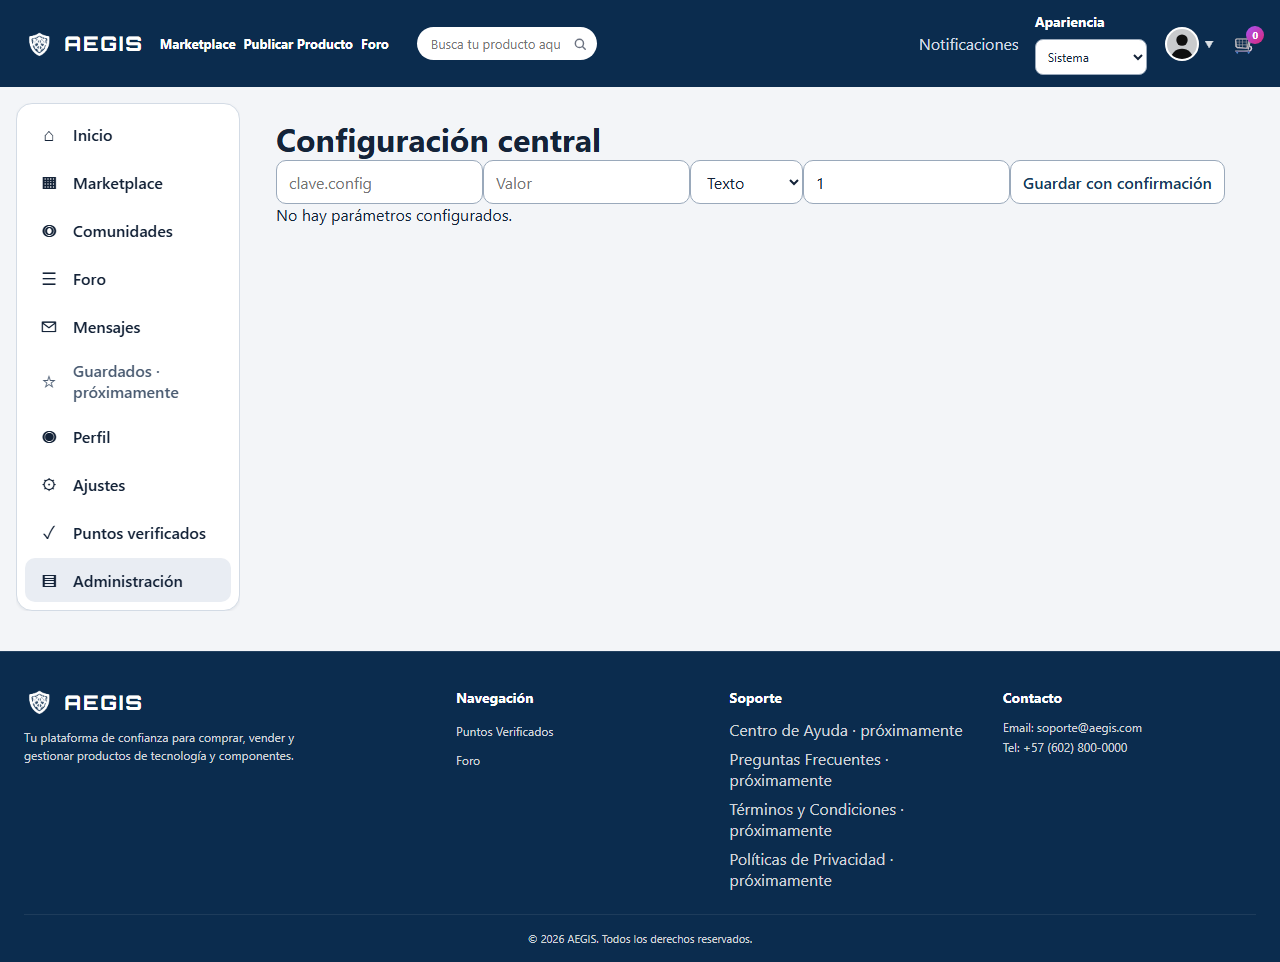 AEGIS
Marketplace Publicar Producto Foro
Busca tu producto aqu
Notificaciones
Apariencia
Sistema
0
Inicio
Marketplace
Comunidades
Foro
Mensajes
Guardados ·
próximamente
Perfil
Ajustes
Puntos verificados
Administración
Configuración central
clave.config
Valor
Texto
1
Guardar con confirmación
No hay parámetros configurados.
AEGIS
Tu plataforma de confianza para comprar, vender y
gestionar productos de tecnología y componentes.
Navegación
Puntos Verificados
Foro
Soporte
Centro de Ayuda · próximamente
Preguntas Frecuentes ·
próximamente
Términos y Condiciones ·
próximamente
Políticas de Privacidad ·
próximamente
Contacto
Email: soporte@aegis.com
Tel: +57 (602) 800-0000
© 2026 AEGIS. Todos los derechos reservados.